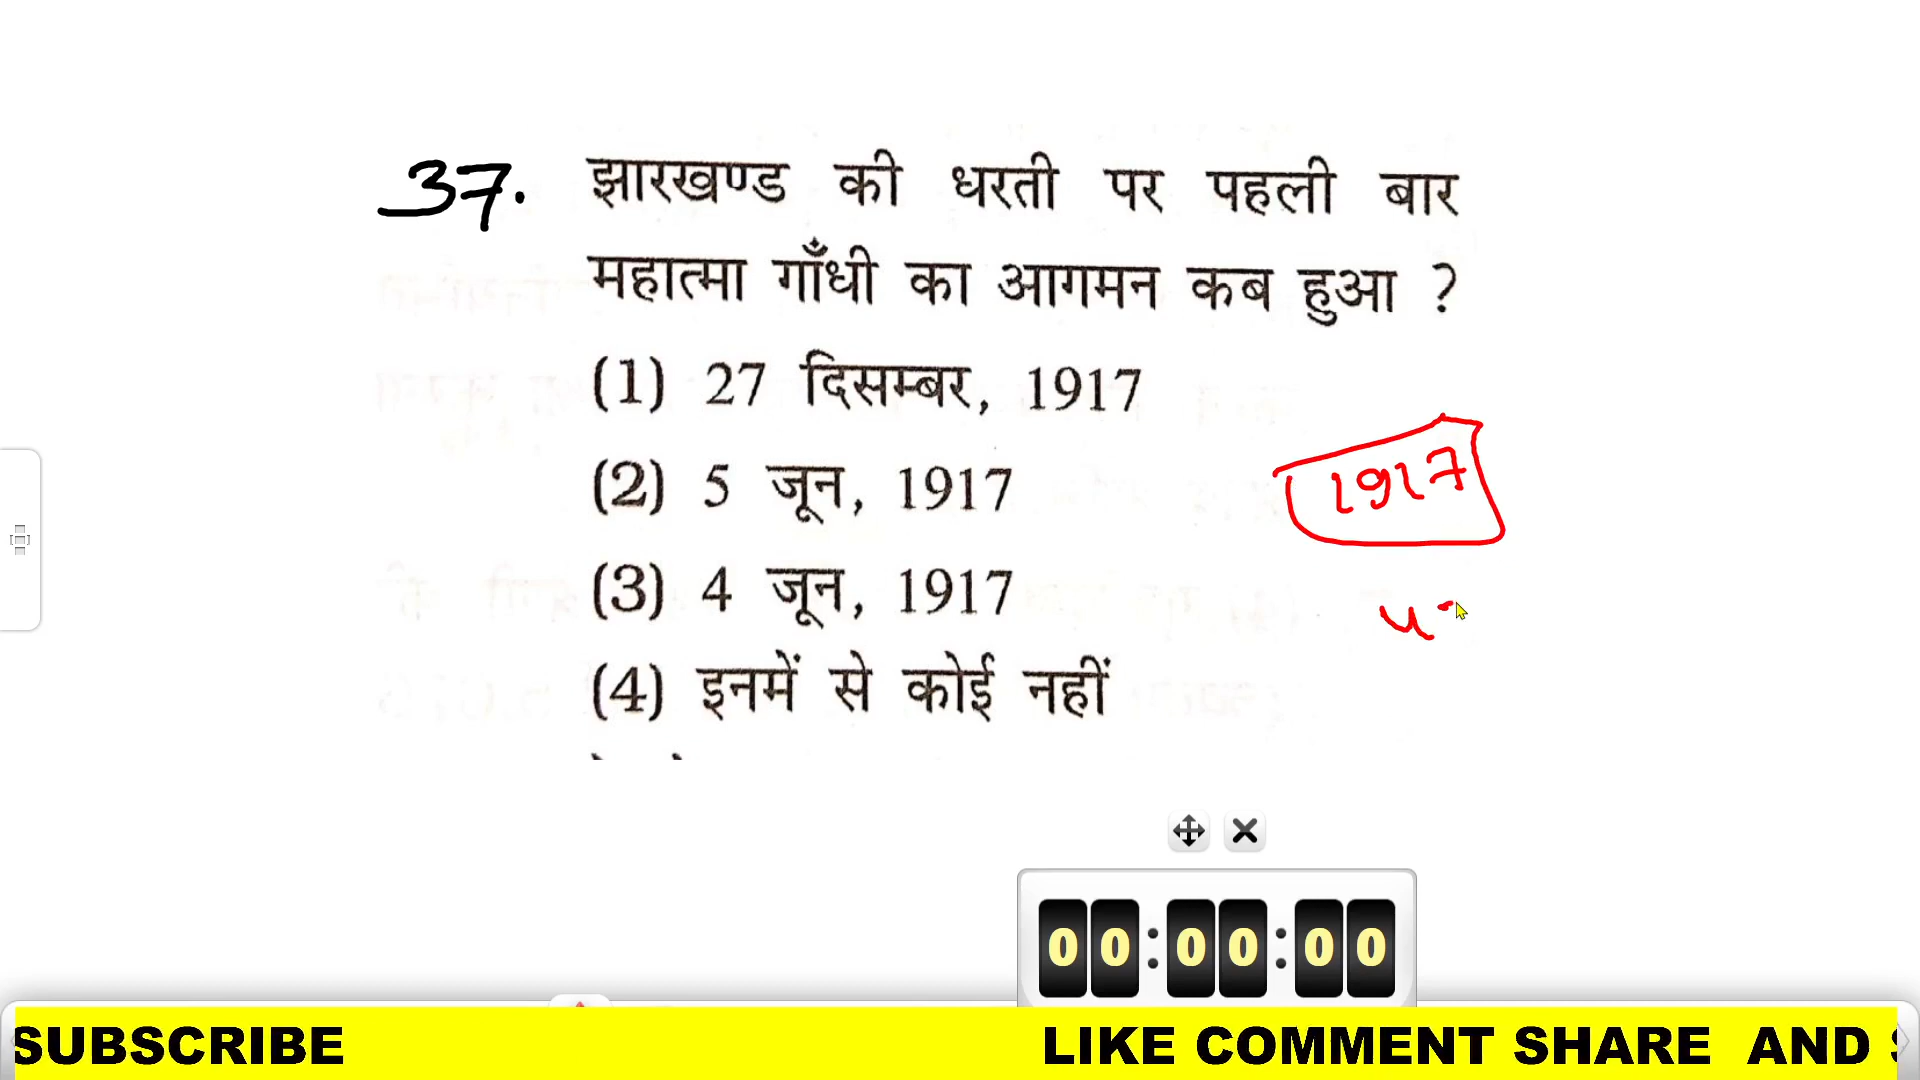 37. झारखण्ड की धरती पर पहली बार
महात्मा गाँधी का आगमन कब हुआ ?
(1) 27 दिसम्बर, 1917
(2) 5 जून, 1917
1917
(3) 4 जून, 1917
(4) इनमें से कोई नहीं
00:00:00
SUBSCRIBE LIKE COMMENT SHARE AND